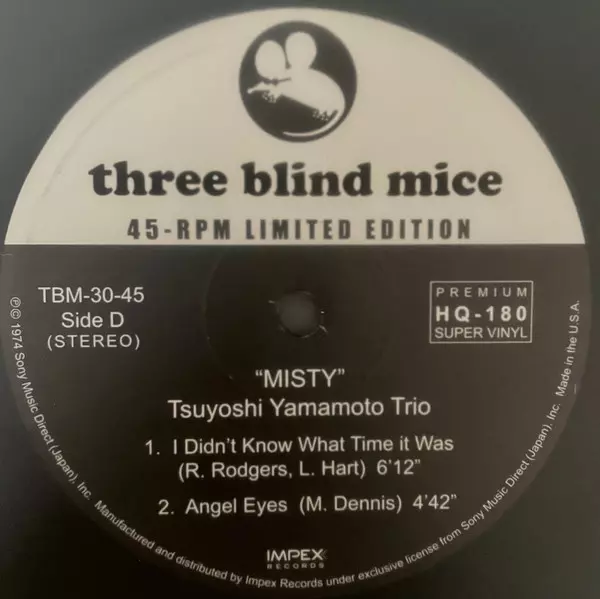 three blind mice
45-RPM LIMITED EDITION
TBM-30-45
Side D
(STEREO)
PREMIUM
HQ-180
SUPER VINYL
"MISTY"
Tsuyoshi Yamamoto Trio
1. I Didn't Know What Time it Was
(R. Rodgers, L. Hart) 6'12"
2. Angel Eyes (M. Dennis) 4'42"
IMPEX
RECORDS
℗© 1974 Sony Music Direct (Japan), Inc. Manufactured and distributed by Impex Records under exclusive license from Sony Music Direct (Japan), Inc. Made in the U.S.A.